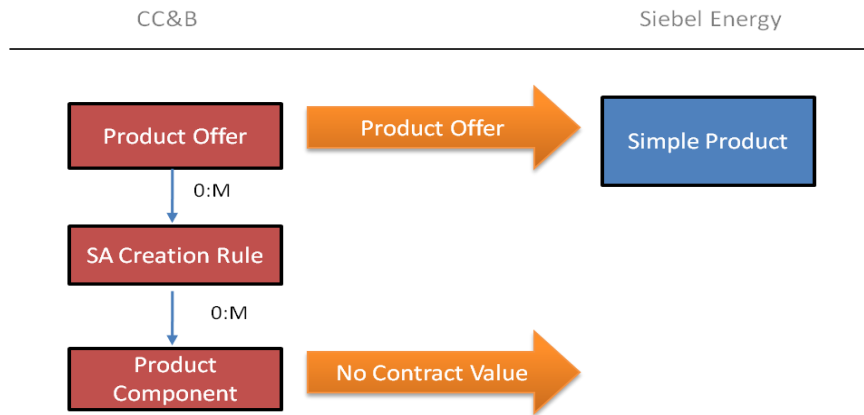 CC&B
Siebel Energy
Product Offer
Product Offer
Simple Product
0:M
SA Creation Rule
0:M
Product
Component
No Contract Value